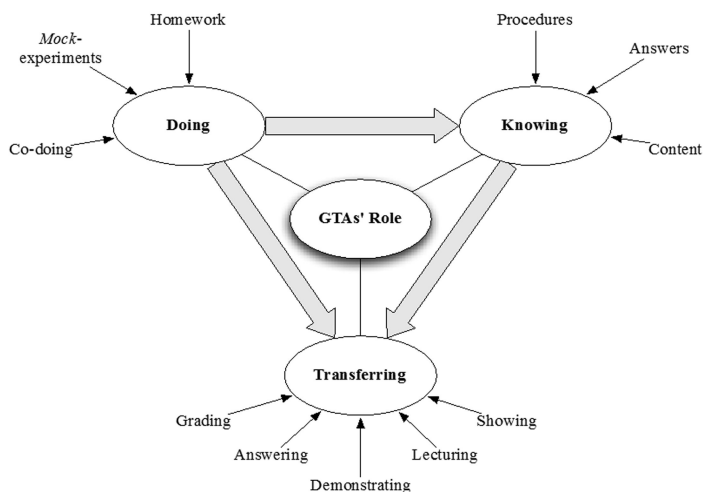 Homework
Procedures
Mock-
experiments
Answers
Doing
Knowing
Co-doing
Content
GTAs' Role
Transferring
Grading
Showing
Answering
Lecturing
Demonstrating